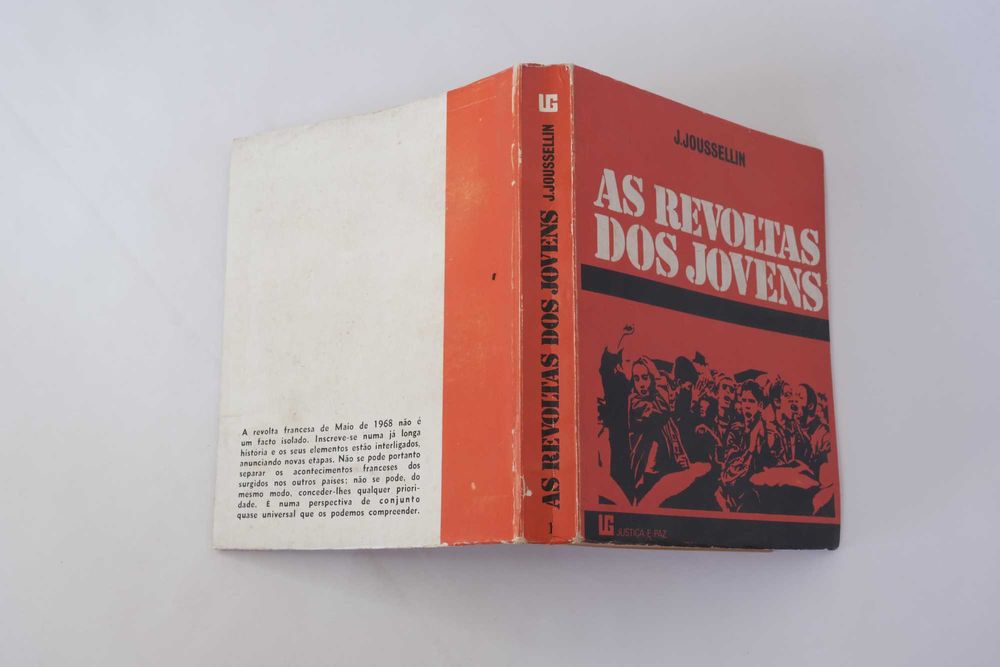 A revolta francesa de Maio de 1968 não é
um facto isolado. Inscreve-se numa já longa
historia e os seus elementos estão interligados,
anunciando novas etapas. Não se pode portanto
separar os acontecimentos franceses dos
surgidos nos outros países; não se pode, do
mesmo modo, conceder-lhes qualquer priori-
dade. É numa perspectiva de conjunto
quase universal que os podemos compreender.
LG
AS REVOLTAS DOS JOVENS J.JOUSSELLIN
1
J.JOUSSELLIN
AS REVOLTAS
DOS JOVENS
LG JUSTIÇA E PAZ